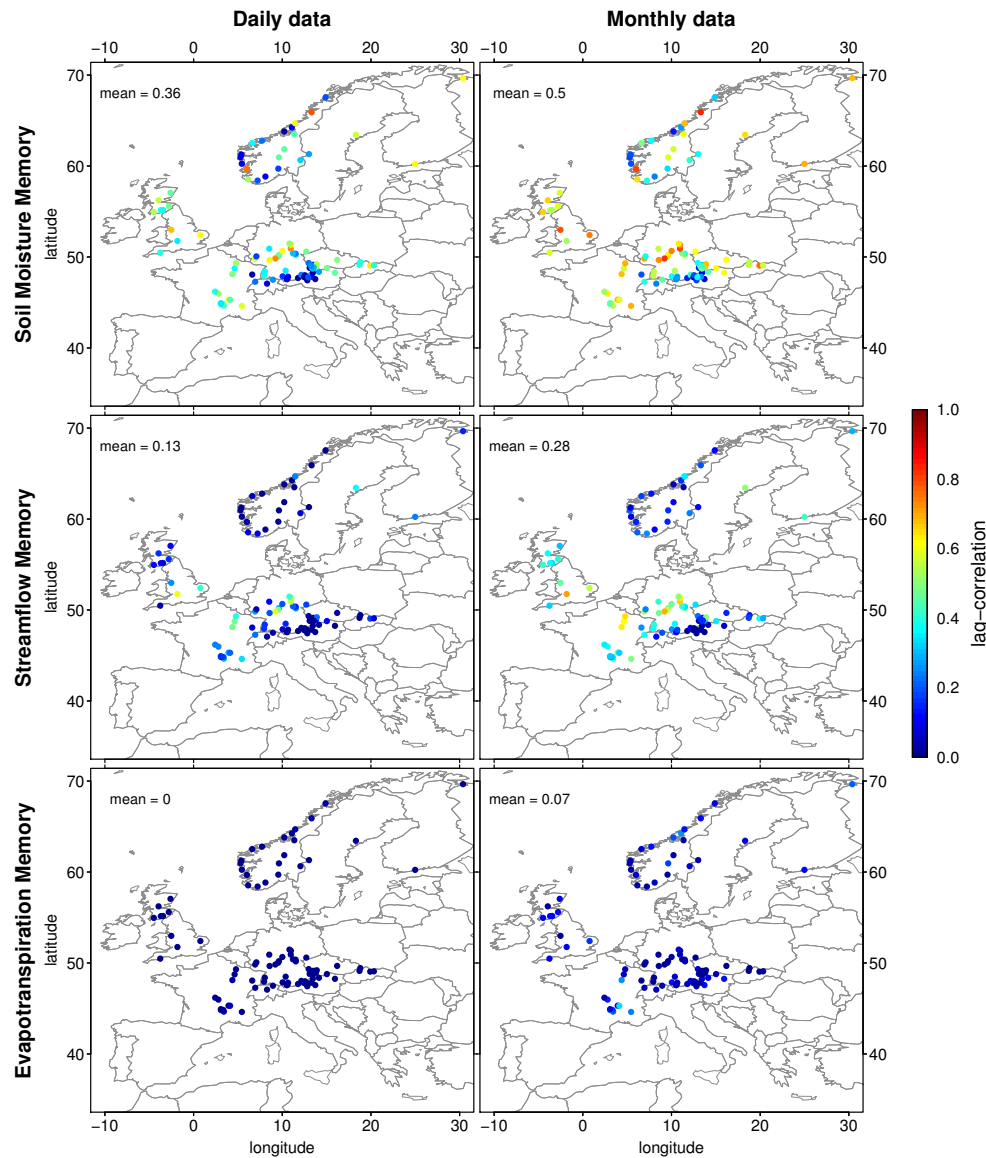 Daily data Monthly data
−10 0 10 20 30 −10 0 10 20 30
70 mean = 0.36 mean = 0.5 70
60 60
50 50
40 40
Soil Moisture Memory
latitude
70 mean = 0.13 mean = 0.28 70
60 60
50 50
40 40
Streamflow Memory
latitude
1.0
0.8
0.6
0.4
0.2
0.0
lag−correlation
70 mean = 0 mean = 0.07 70
60 60
50 50
40 40
Evapotranspiration Memory
latitude
−10 0 10 20 30 −10 0 10 20 30
longitude longitude